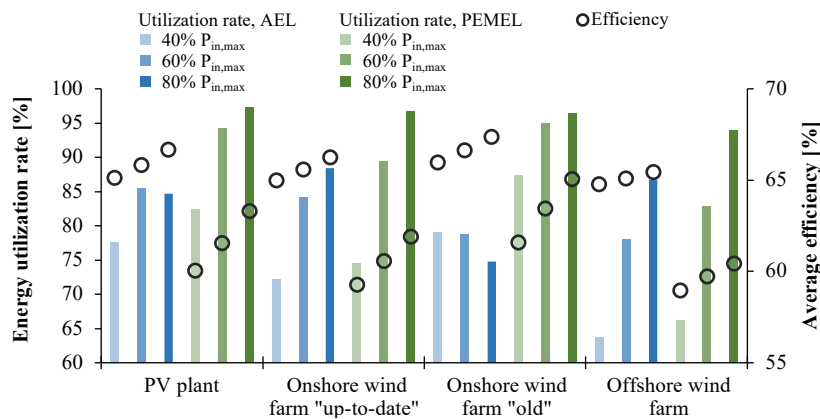 Utilization rate, AEL
40% Pin,max
60% Pin,max
80% Pin,max
Utilization rate, PEMEL
40% Pin,max
60% Pin,max
80% Pin,max
Efficiency
Energy utilization rate [%]
100
95
90
85
80
75
70
65
60
70
65
60
55
Average efficiency [%]
PV plant
Onshore wind
farm "up-to-date"
Onshore wind
farm "old"
Offshore wind
farm